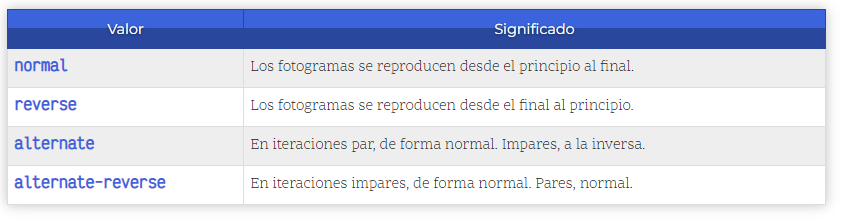 Valor Significado
normal Los fotogramas se reproducen desde el principio al final.
reverse Los fotogramas se reproducen desde el final al principio.
alternate En iteraciones par, de forma normal. Impares, a la inversa.
alternate-reverse En iteraciones impares, de forma normal. Pares, normal.